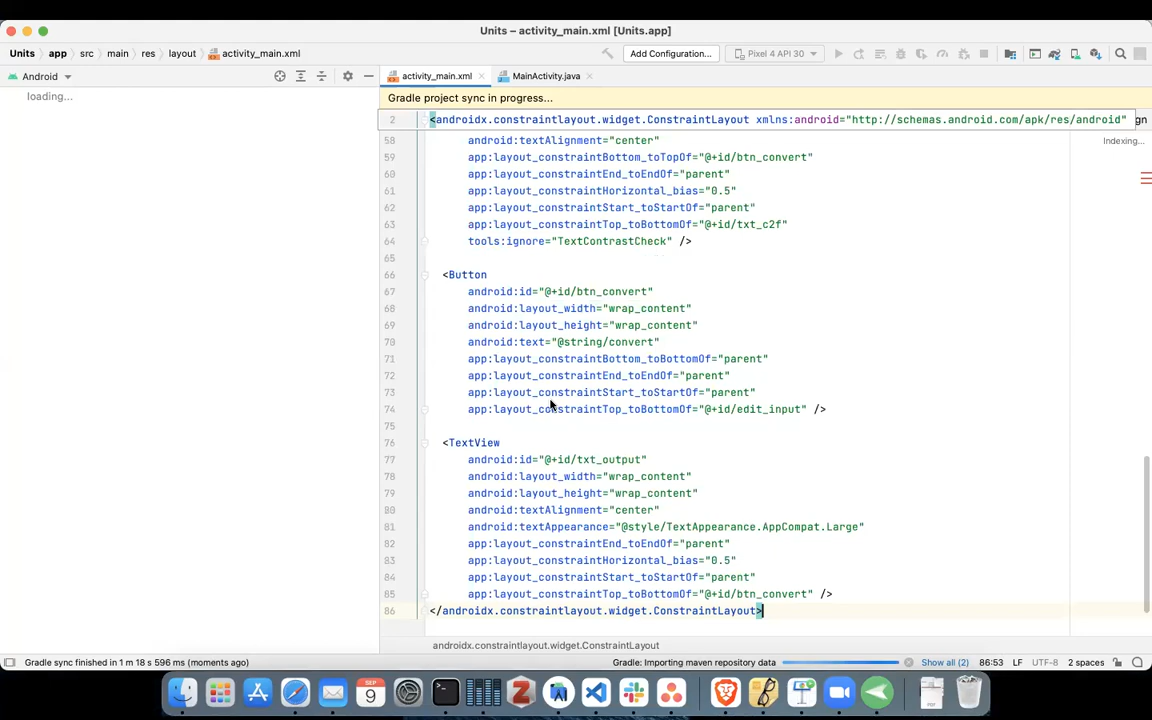 Units – activity_main.xml [Units.app]
Units app src main res layout activity_main.xml Add Configuration... Pixel 4 API 30
Android activity_main.xml MainActivity.java
loading...
Gradle project sync in progress...
2 <androidx.constraintlayout.widget.ConstraintLayout xmlns:android="http://schemas.android.com/apk/res/android" gn
Indexing...
58 android:textAlignment="center"
59 app:layout_constraintBottom_toTopOf="@+id/btn_convert"
60 app:layout_constraintEnd_toEndOf="parent"
61 app:layout_constraintHorizontal_bias="0.5"
62 app:layout_constraintStart_toStartOf="parent"
63 app:layout_constraintTop_toBottomOf="@+id/txt_c2f"
64 tools:ignore="TextContrastCheck" />
65
66 <Button
67 android:id="@+id/btn_convert"
68 android:layout_width="wrap_content"
69 android:layout_height="wrap_content"
70 android:text="@string/convert"
71 app:layout_constraintBottom_toBottomOf="parent"
72 app:layout_constraintEnd_toEndOf="parent"
73 app:layout_constraintStart_toStartOf="parent"
74 app:layout_constraintTop_toBottomOf="@+id/edit_input" />
75
76 <TextView
77 android:id="@+id/txt_output"
78 android:layout_width="wrap_content"
79 android:layout_height="wrap_content"
80 android:textAlignment="center"
81 android:textAppearance="@style/TextAppearance.AppCompat.Large"
82 app:layout_constraintEnd_toEndOf="parent"
83 app:layout_constraintHorizontal_bias="0.5"
84 app:layout_constraintStart_toStartOf="parent"
85 app:layout_constraintTop_toBottomOf="@+id/btn_convert" />
86 </androidx.constraintlayout.widget.ConstraintLayout>
androidx.constraintlayout.widget.ConstraintLayout
Gradle sync finished in 1 m 18 s 596 ms (moments ago) Gradle: Importing maven repository data Show all (2) 86:53 LF UTF-8 2 spaces
SEP
9